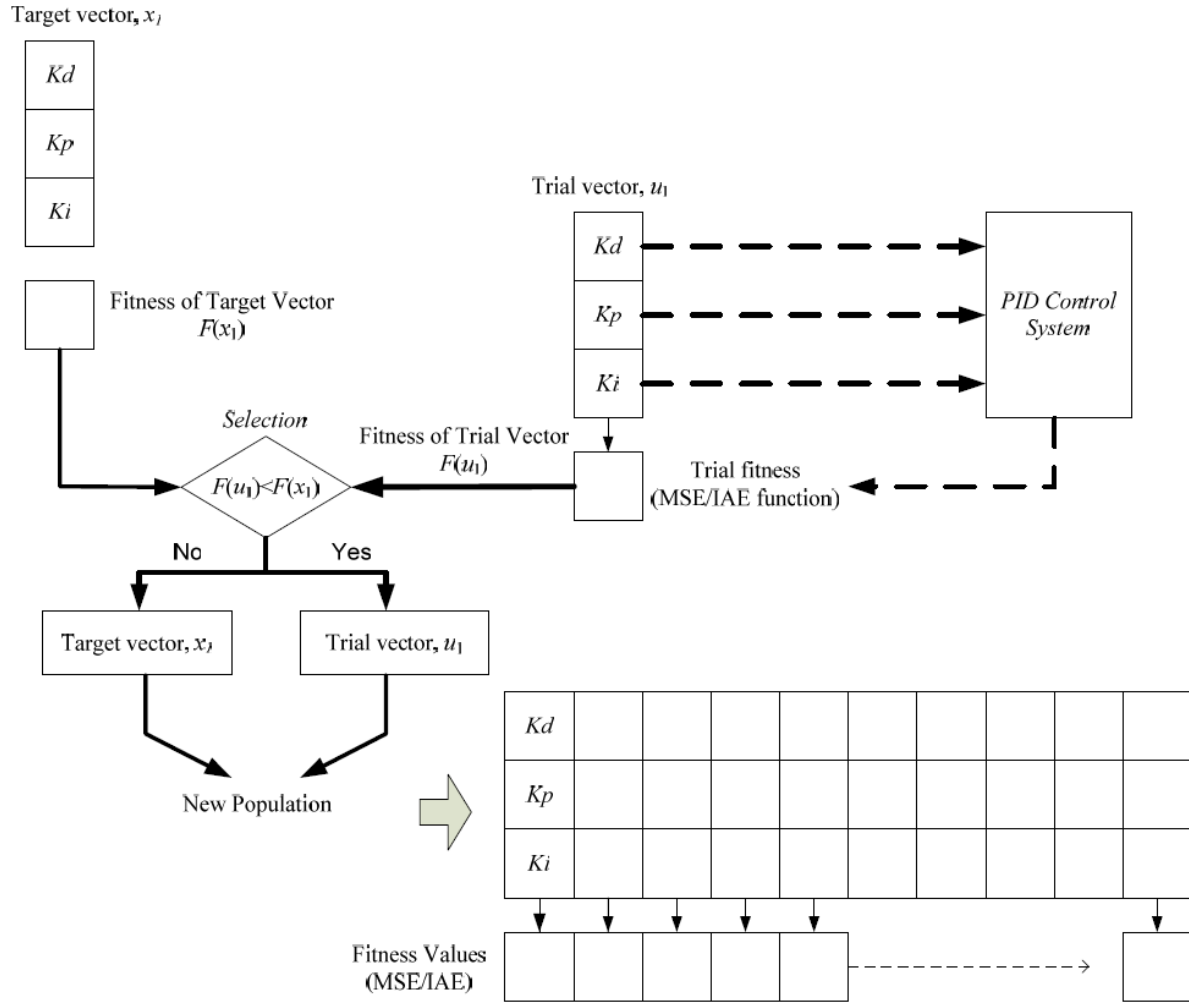 Target vector, x1
Kd
Kp
Ki
Fitness of Target Vector
F(x1)
Trial vector, u1
Kd
Kp
Ki
PID Control
System
Selection
Fitness of Trial Vector
F(u1)
F(u1)<F(x1)
Trial fitness
(MSE/IAE function)
No
Yes
Target vector, x1
Trial vector, u1
New Population
Kd
Kp
Ki
Fitness Values
(MSE/IAE)